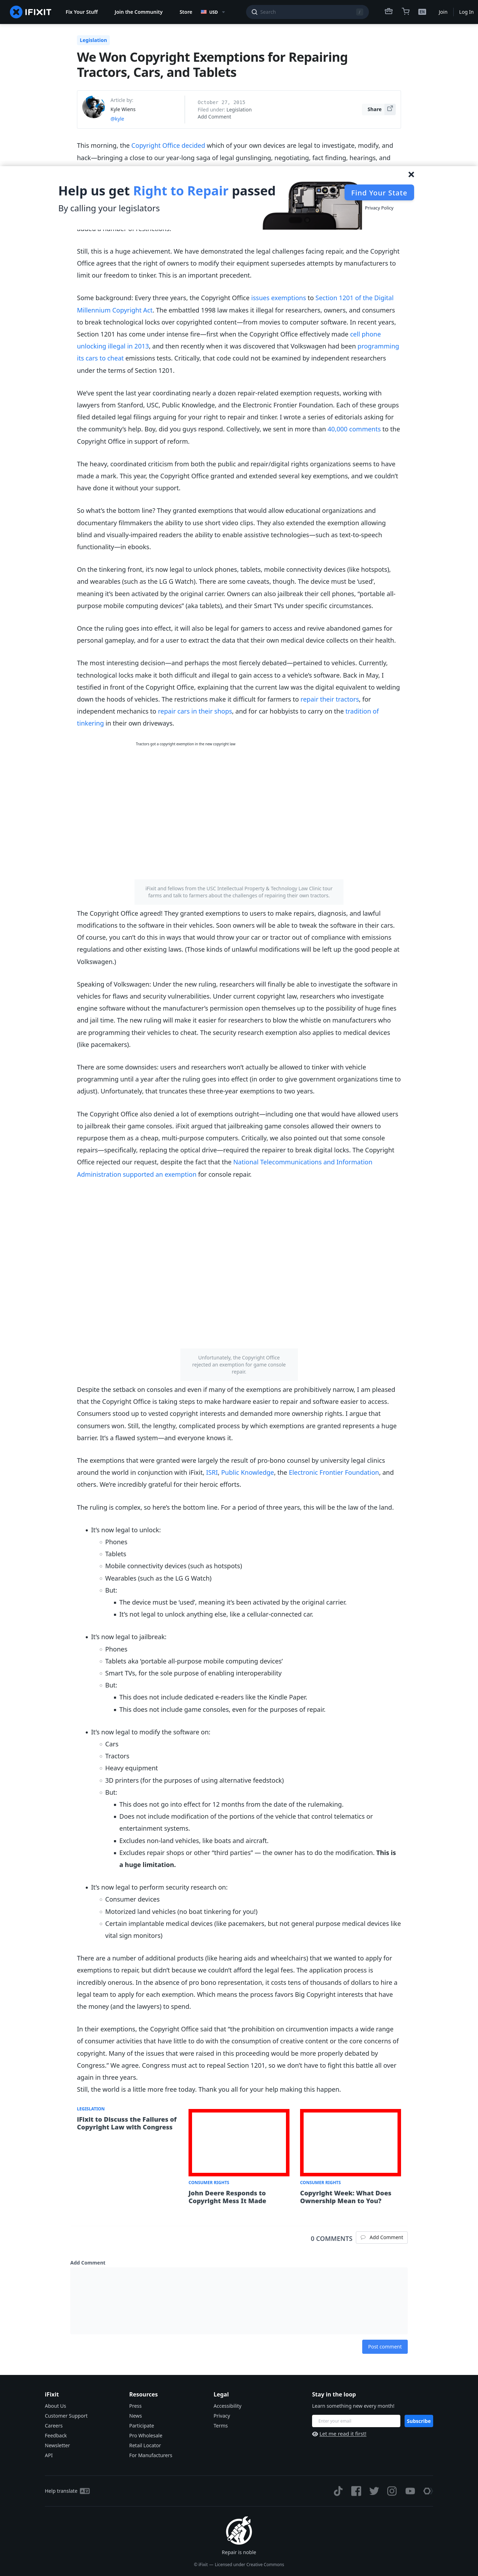 IFIXIT
Fix Your Stuff
Join the Community
Store
USD
Search
/
EN
Join
Log In
Legislation
We Won Copyright Exemptions for Repairing
Tractors, Cars, and Tablets
Article by:
Kyle Wiens
@kyle
October 27, 2015
Filed under: Legislation
Add Comment
Share
This morning, the Copyright Office decided which of your own devices are legal to investigate, modify, and
hack—bringing a close to our year-long saga of legal gunslinging, negotiating, fact finding, hearings, and
Help us get Right to Repair passed
By calling your legislators
Find Your State
Privacy Policy
added a number of restrictions.
Still, this is a huge achievement. We have demonstrated the legal challenges facing repair, and the Copyright
Office agrees that the right of owners to modify their equipment supersedes attempts by manufacturers to
limit our freedom to tinker. This is an important precedent.
Some background: Every three years, the Copyright Office issues exemptions to Section 1201 of the Digital
Millennium Copyright Act. The embattled 1998 law makes it illegal for researchers, owners, and consumers
to break technological locks over copyrighted content—from movies to computer software. In recent years,
Section 1201 has come under intense fire—first when the Copyright Office effectively made cell phone
unlocking illegal in 2013, and then recently when it was discovered that Volkswagen had been programming
its cars to cheat emissions tests. Critically, that code could not be examined by independent researchers
under the terms of Section 1201.
We've spent the last year coordinating nearly a dozen repair-related exemption requests, working with
lawyers from Stanford, USC, Public Knowledge, and the Electronic Frontier Foundation. Each of these groups
filed detailed legal filings arguing for your right to repair and tinker. I wrote a series of editorials asking for
the community's help. Boy, did you guys respond. Collectively, we sent in more than 40,000 comments to the
Copyright Office in support of reform.
The heavy, coordinated criticism from both the public and repair/digital rights organizations seems to have
made a mark. This year, the Copyright Office granted and extended several key exemptions, and we couldn't
have done it without your support.
So what's the bottom line? They granted exemptions that would allow educational organizations and
documentary filmmakers the ability to use short video clips. They also extended the exemption allowing
blind and visually-impaired readers the ability to enable assistive technologies—such as text-to-speech
functionality—in ebooks.
On the tinkering front, it's now legal to unlock phones, tablets, mobile connectivity devices (like hotspots),
and wearables (such as the LG G Watch). There are some caveats, though. The device must be 'used',
meaning it's been activated by the original carrier. Owners can also jailbreak their cell phones, "portable all-
purpose mobile computing devices" (aka tablets), and their Smart TVs under specific circumstances.
Once the ruling goes into effect, it will also be legal for gamers to access and revive abandoned games for
personal gameplay, and for a user to extract the data that their own medical device collects on their health.
The most interesting decision—and perhaps the most fiercely debated—pertained to vehicles. Currently,
technological locks make it both difficult and illegal to gain access to a vehicle's software. Back in May, I
testified in front of the Copyright Office, explaining that the current law was the digital equivalent to welding
down the hoods of vehicles. The restrictions make it difficult for farmers to repair their tractors, for
independent mechanics to repair cars in their shops, and for car hobbyists to carry on the tradition of
tinkering in their own driveways.
Tractors got a copyright exemption in the new copyright law
iFixit and fellows from the USC Intellectual Property & Technology Law Clinic tour
farms and talk to farmers about the challenges of repairing their own tractors.
The Copyright Office agreed! They granted exemptions to users to make repairs, diagnosis, and lawful
modifications to the software in their vehicles. Soon owners will be able to tweak the software in their cars.
Of course, you can't do this in ways that would throw your car or tractor out of compliance with emissions
regulations and other existing laws. (Those kinds of unlawful modifications will be left up the good people at
Volkswagen.)
Speaking of Volkswagen: Under the new ruling, researchers will finally be able to investigate the software in
vehicles for flaws and security vulnerabilities. Under current copyright law, researchers who investigate
engine software without the manufacturer's permission open themselves up to the possibility of huge fines
and jail time. The new ruling will make it easier for researchers to blow the whistle on manufacturers who
are programming their vehicles to cheat. The security research exemption also applies to medical devices
(like pacemakers).
There are some downsides: users and researchers won't actually be allowed to tinker with vehicle
programming until a year after the ruling goes into effect (in order to give government organizations time to
adjust). Unfortunately, that truncates these three-year exemptions to two years.
The Copyright Office also denied a lot of exemptions outright—including one that would have allowed users
to jailbreak their game consoles. iFixit argued that jailbreaking game consoles allowed their owners to
repurpose them as a cheap, multi-purpose computers. Critically, we also pointed out that some console
repairs—specifically, replacing the optical drive—required the repairer to break digital locks. The Copyright
Office rejected our request, despite the fact that the National Telecommunications and Information
Administration supported an exemption for console repair.
Unfortunately, the Copyright Office
rejected an exemption for game console
repair.
Despite the setback on consoles and even if many of the exemptions are prohibitively narrow, I am pleased
that the Copyright Office is taking steps to make hardware easier to repair and software easier to access.
Consumers stood up to vested copyright interests and demanded more ownership rights. I argue that
consumers won. Still, the lengthy, complex process by which exemptions are granted represents a huge
barrier. It's a flawed system—and everyone knows it.
The exemptions that were granted were largely the result of pro-bono counsel by university legal clinics
around the world in conjunction with iFixit, ISRI, Public Knowledge, the Electronic Frontier Foundation, and
others. We're incredibly grateful for their heroic efforts.
The ruling is complex, so here's the bottom line. For a period of three years, this will be the law of the land.
It's now legal to unlock:
Phones
Tablets
Mobile connectivity devices (such as hotspots)
Wearables (such as the LG G Watch)
But:
The device must be 'used', meaning it's been activated by the original carrier.
It's not legal to unlock anything else, like a cellular-connected car.
It's now legal to jailbreak:
Phones
Tablets aka 'portable all-purpose mobile computing devices'
Smart TVs, for the sole purpose of enabling interoperability
But:
This does not include dedicated e-readers like the Kindle Paper.
This does not include game consoles, even for the purposes of repair.
It's now legal to modify the software on:
Cars
Tractors
Heavy equipment
3D printers (for the purposes of using alternative feedstock)
But:
This does not go into effect for 12 months from the date of the rulemaking.
Does not include modification of the portions of the vehicle that control telematics or
entertainment systems.
Excludes non-land vehicles, like boats and aircraft.
Excludes repair shops or other "third parties" — the owner has to do the modification. This is
a huge limitation.
It's now legal to perform security research on:
Consumer devices
Motorized land vehicles (no boat tinkering for you!)
Certain implantable medical devices (like pacemakers, but not general purpose medical devices like
vital sign monitors)
There are a number of additional products (like hearing aids and wheelchairs) that we wanted to apply for
exemptions to repair, but didn't because we couldn't afford the legal fees. The application process is
incredibly onerous. In the absence of pro bono representation, it costs tens of thousands of dollars to hire a
legal team to apply for each exemption. Which means the process favors Big Copyright interests that have
the money (and the lawyers) to spend.
In their exemptions, the Copyright Office said that "the prohibition on circumvention impacts a wide range
of consumer activities that have little to do with the consumption of creative content or the core concerns of
copyright. Many of the issues that were raised in this proceeding would be more properly debated by
Congress." We agree. Congress must act to repeal Section 1201, so we don't have to fight this battle all over
again in three years.
Still, the world is a little more free today. Thank you all for your help making this happen.
LEGISLATION
iFixit to Discuss the Failures of
Copyright Law with Congress
CONSUMER RIGHTS
John Deere Responds to
Copyright Mess It Made
CONSUMER RIGHTS
Copyright Week: What Does
Ownership Mean to You?
0 COMMENTS
Add Comment
Add Comment
Post comment
iFixit
About Us
Customer Support
Careers
Feedback
Newsletter
API
Resources
Press
News
Participate
Pro Wholesale
Retail Locator
For Manufacturers
Legal
Accessibility
Privacy
Terms
Stay in the loop
Learn something new every month!
Enter your email
Subscribe
Let me read it first!
Help translate
Repair is noble
© iFixit — Licensed under Creative Commons